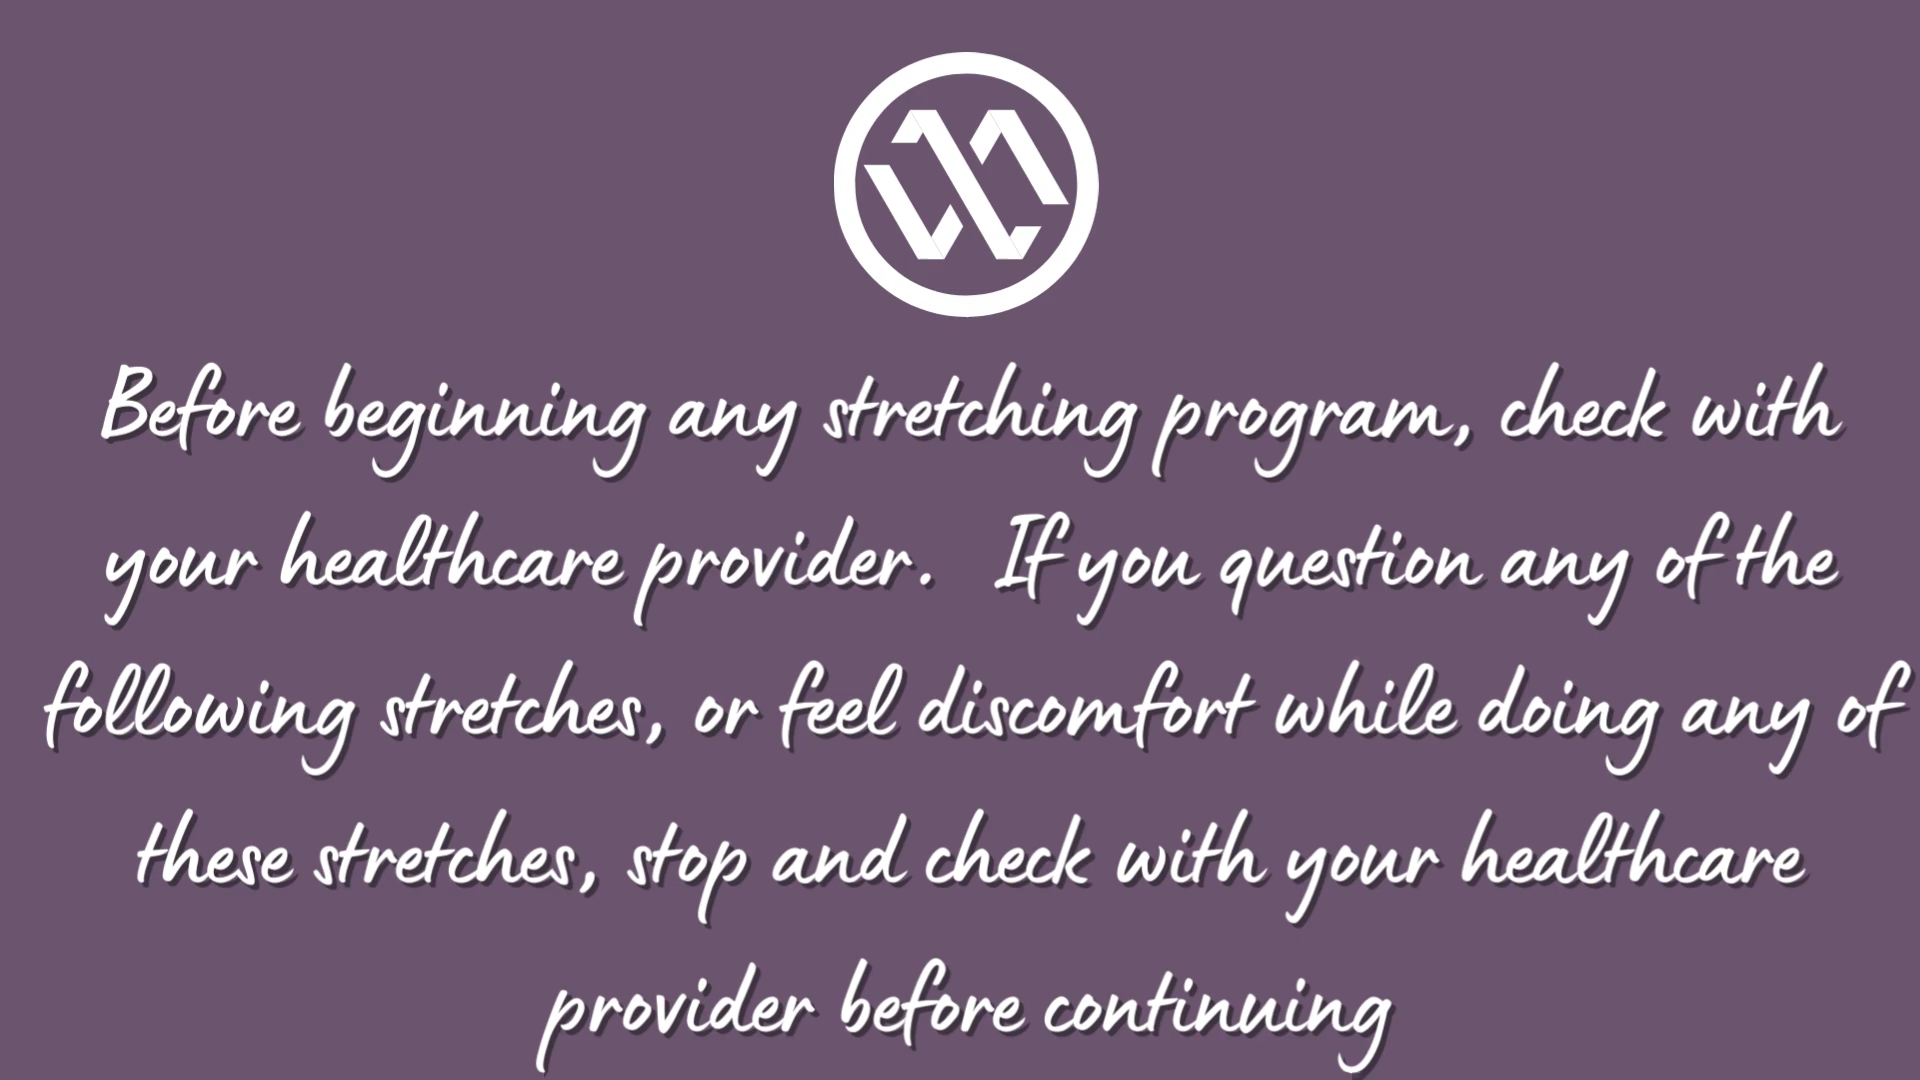 Before beginning any stretching program, check with
your healthcare provider.  If you question any of the
following stretches, or feel discomfort while doing any of
these stretches, stop and check with your healthcare
provider before continuing